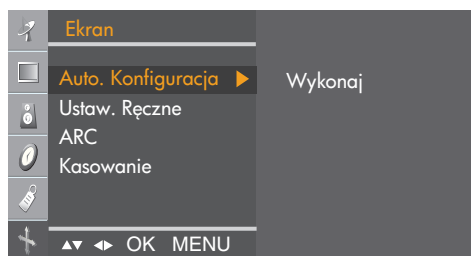 Ekran
Auto. Konfiguracja ▶ Wykonaj
Ustaw. Ręczne
ARC
Kasowanie
▲▼ ◀▶ OK MENU